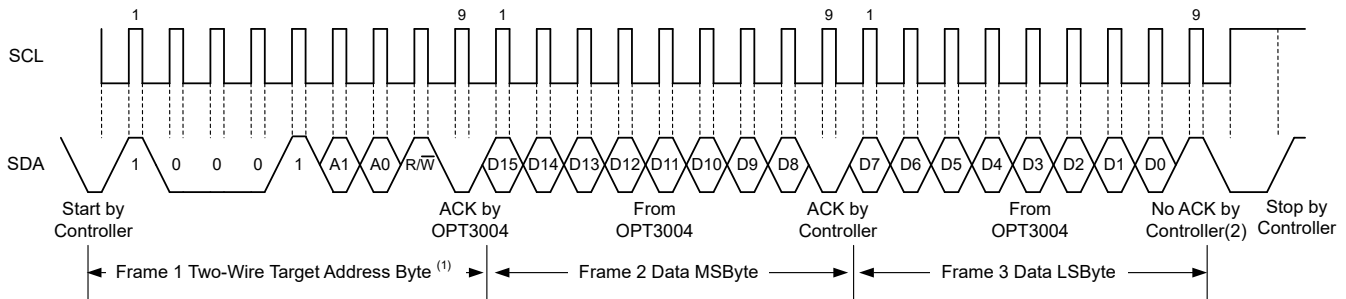 1 9 1 9 1 9
SCL
SDA
1 0 0 0 1 A1 A0 R/W̅ D15 D14 D13 D12 D11 D10 D9 D8 D7 D6 D5 D4 D3 D2 D1 D0
Start by
Controller
ACK by
OPT3004
From
OPT3004
ACK by
Controller
From
OPT3004
No ACK by
Controller(2)
Stop by
Controller
Frame 1 Two-Wire Target Address Byte (1)
Frame 2 Data MSByte
Frame 3 Data LSByte